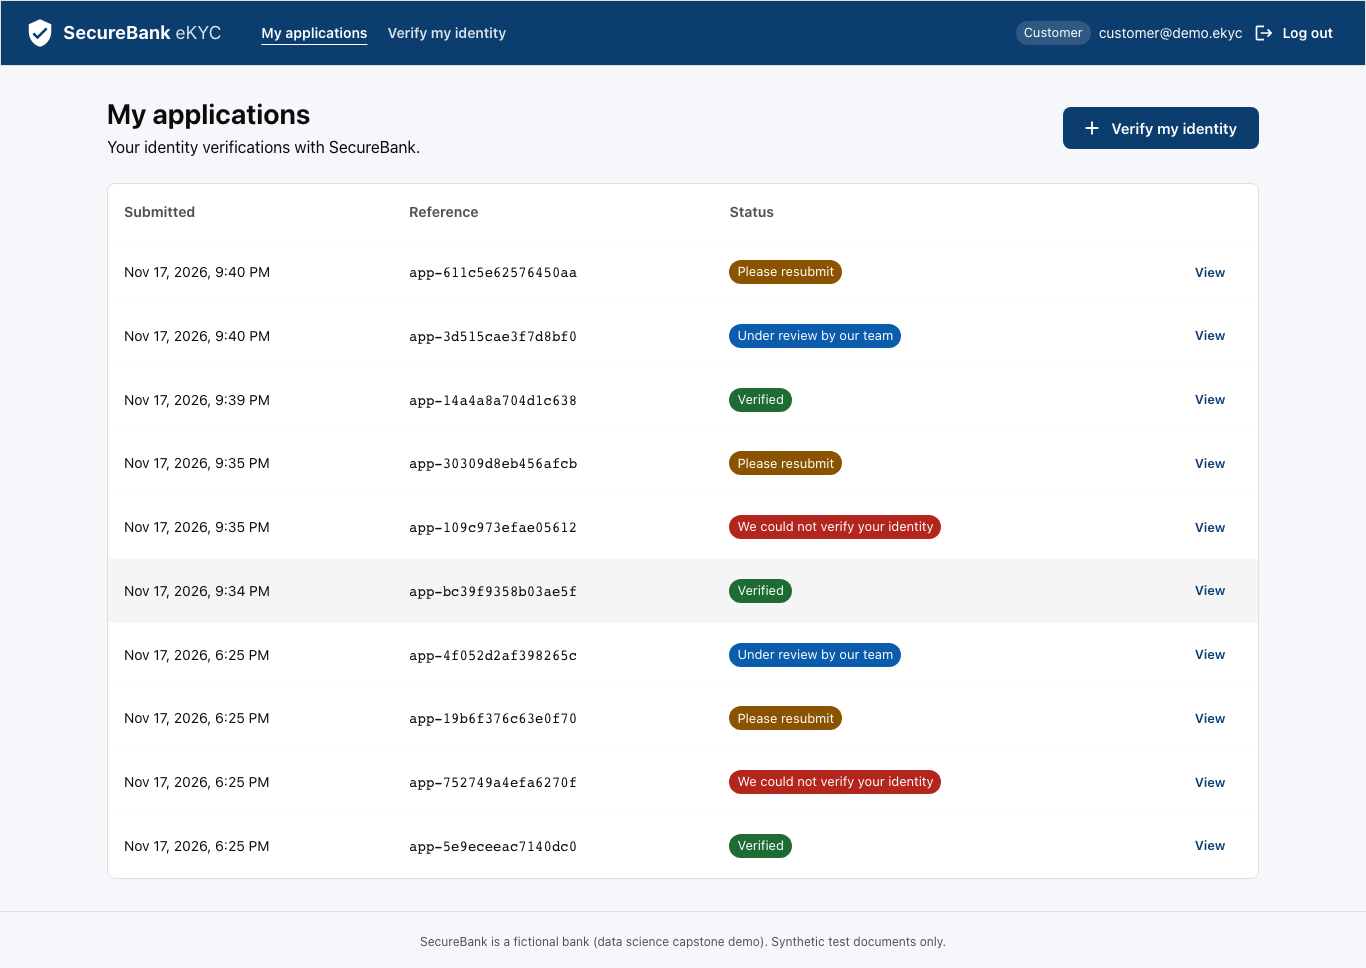 SecureBank eKYC My applications Verify my identity Customer customer@demo.ekyc Log out
My applications
Your identity verifications with SecureBank.
+ Verify my identity
Submitted Reference Status
Nov 17, 2026, 9:40 PM app-611c5e62576450aa Please resubmit View
Nov 17, 2026, 9:40 PM app-3d515cae3f7d8bf0 Under review by our team View
Nov 17, 2026, 9:39 PM app-14a4a8a704d1c638 Verified View
Nov 17, 2026, 9:35 PM app-30309d8eb456afcb Please resubmit View
Nov 17, 2026, 9:35 PM app-109c973efae05612 We could not verify your identity View
Nov 17, 2026, 9:34 PM app-bc39f9358b03ae5f Verified View
Nov 17, 2026, 6:25 PM app-4f052d2af398265c Under review by our team View
Nov 17, 2026, 6:25 PM app-19b6f376c63e0f70 Please resubmit View
Nov 17, 2026, 6:25 PM app-752749a4efa6270f We could not verify your identity View
Nov 17, 2026, 6:25 PM app-5e9eceeac7140dc0 Verified View
SecureBank is a fictional bank (data science capstone demo). Synthetic test documents only.